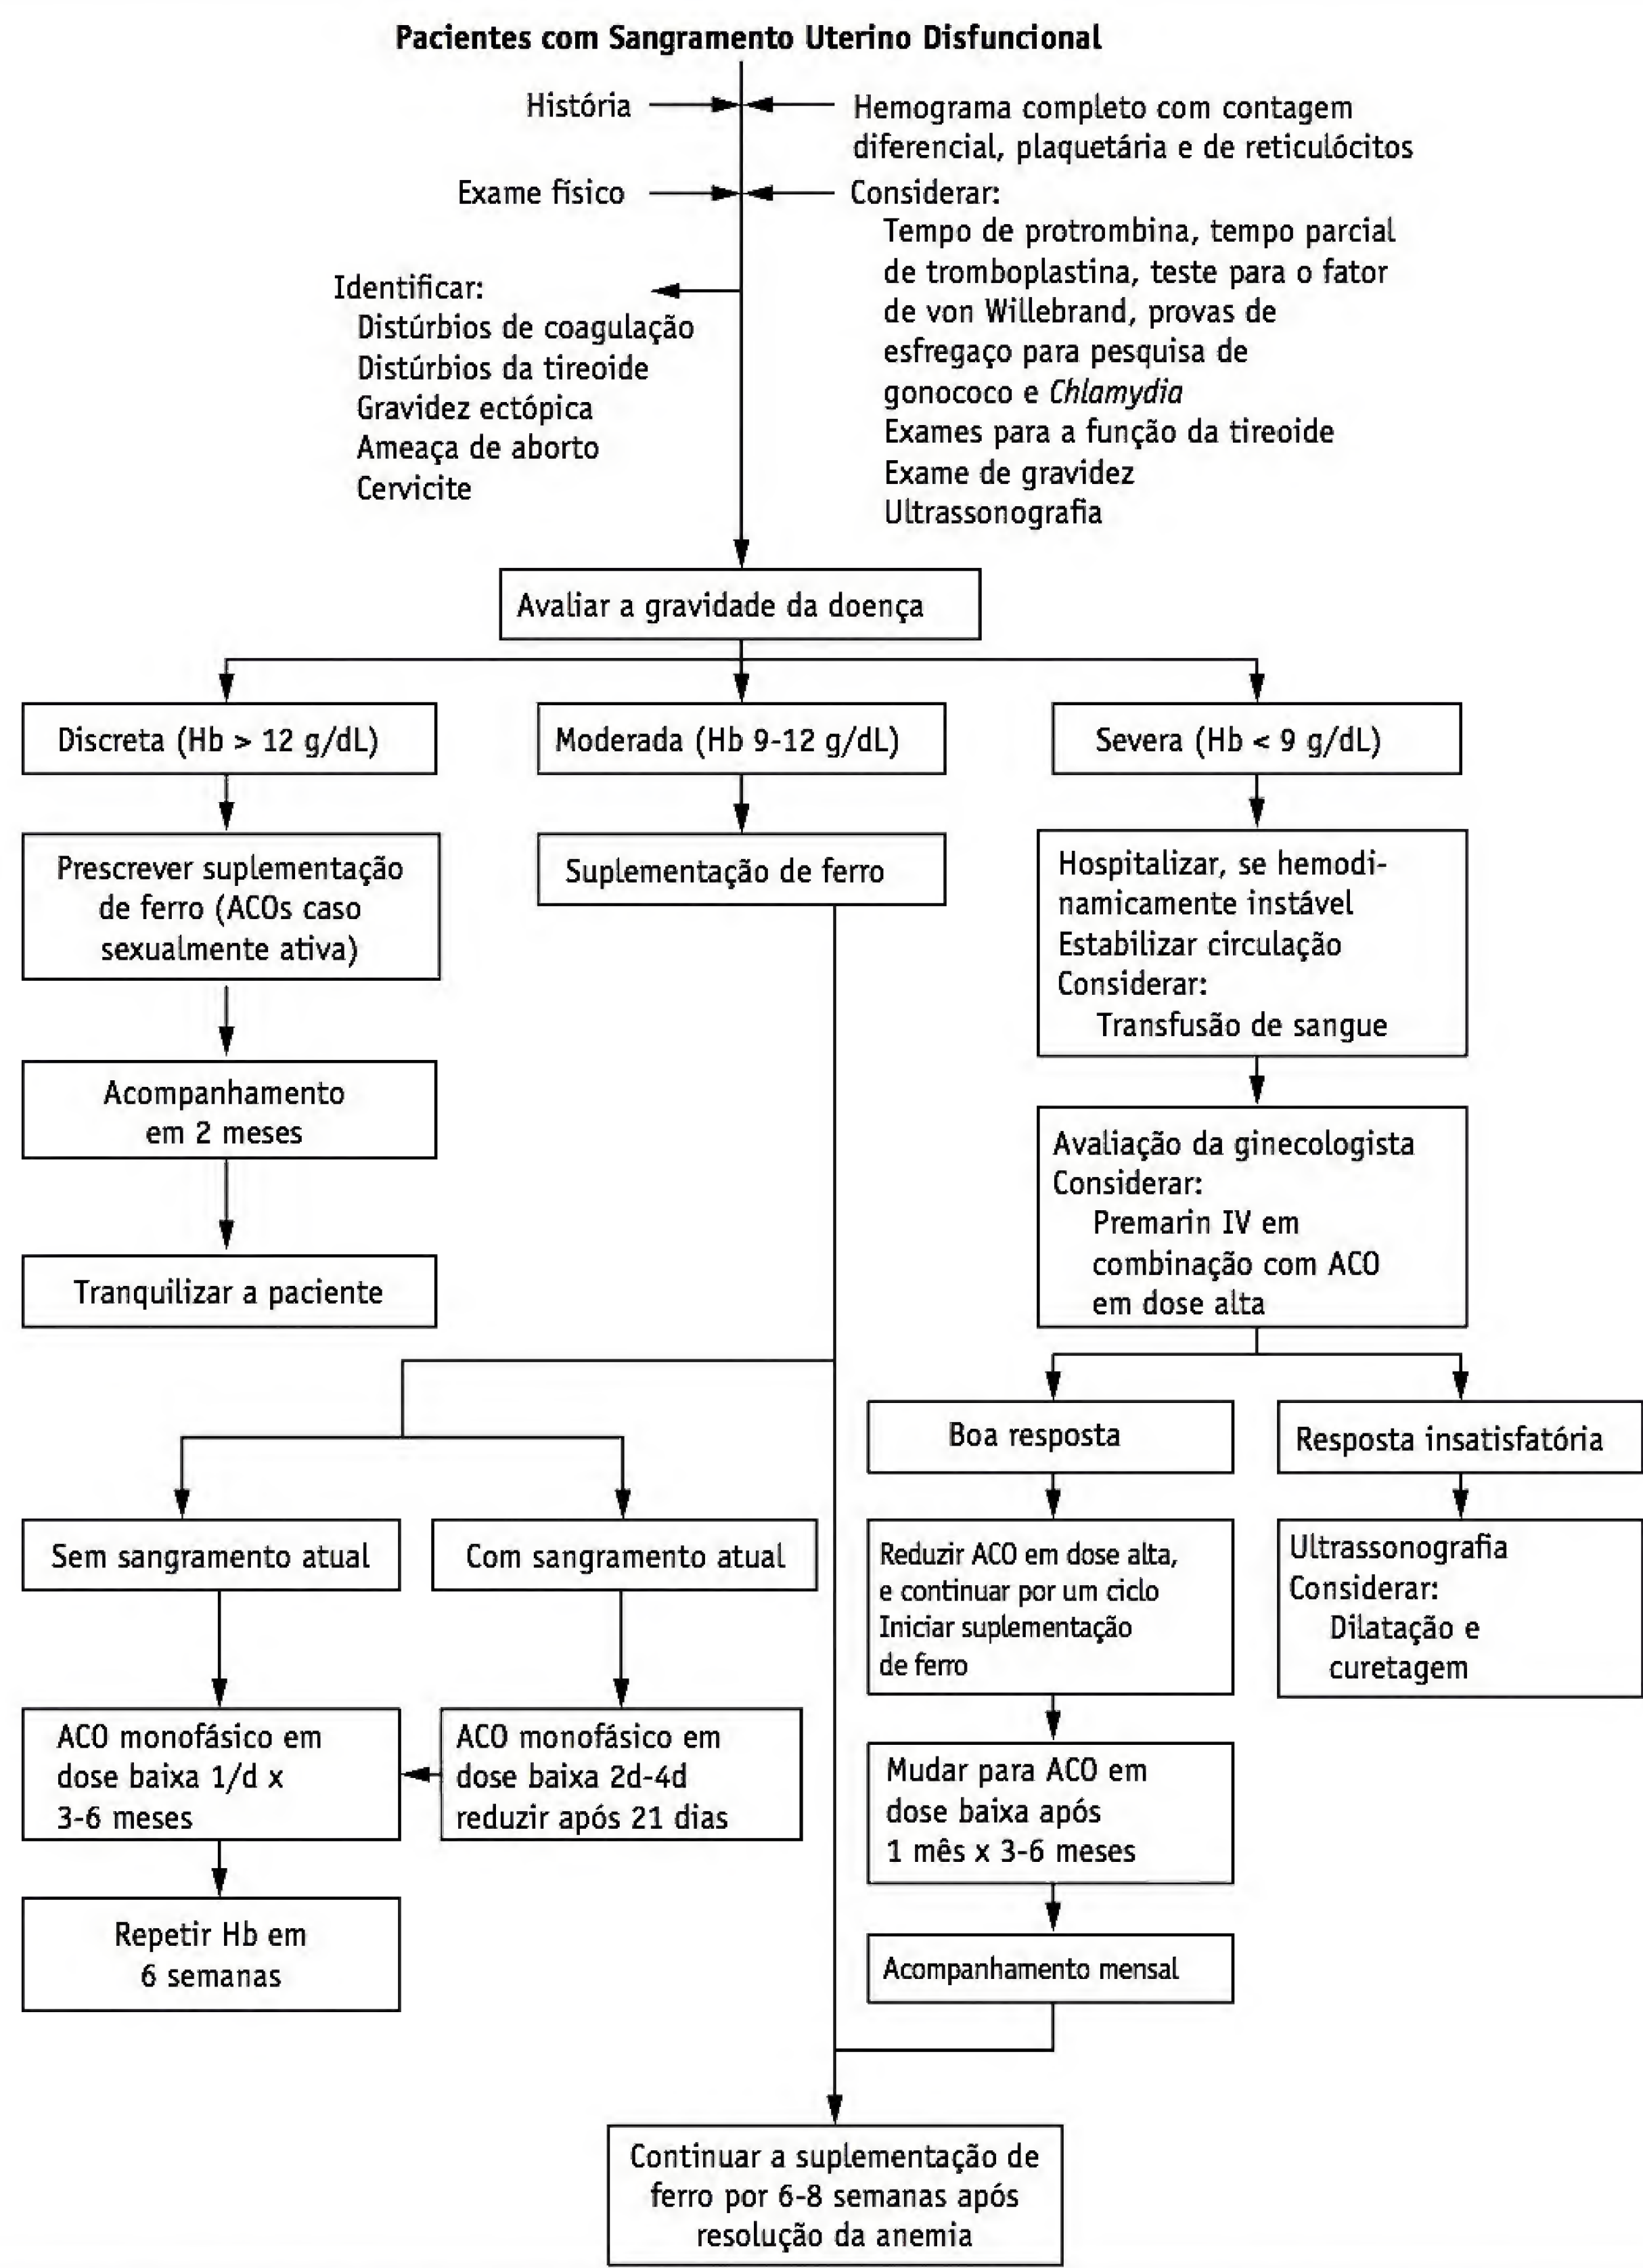 Pacientes com Sangramento Uterino Disfuncional
História
Hemograma completo com contagem
diferencial, plaquetária e de reticulócitos
Exame físico
Considerar:
Tempo de protrombina, tempo parcial
de tromboplastina, teste para o fator
de von Willebrand, provas de
esfregaço para pesquisa de
gonococo e Chlamydia
Exames para a função da tireoide
Exame de gravidez
Ultrassonografia
Identificar:
Distúrbios de coagulação
Distúrbios da tireoide
Gravidez ectópica
Ameaça de aborto
Cervicite
Avaliar a gravidade da doença
Discreta (Hb > 12 g/dL)
Moderada (Hb 9-12 g/dL)
Severa (Hb < 9 g/dL)
Prescrever suplementação
de ferro (ACOs caso
sexualmente ativa)
Suplementação de ferro
Hospitalizar, se hemodi-
namicamente instável
Estabilizar circulação
Considerar:
Transfusão de sangue
Acompanhamento
em 2 meses
Avaliação da ginecologista
Considerar:
Premarin IV em
combinação com ACO
em dose alta
Tranquilizar a paciente
Boa resposta
Resposta insatisfatória
Sem sangramento atual
Com sangramento atual
Reduzir ACO em dose alta,
e continuar por um ciclo
Iniciar suplementação
de ferro
Ultrassonografia
Considerar:
Dilatação e
curetagem
ACO monofásico em
dose baixa 1/d x
3-6 meses
ACO monofásico em
dose baixa 2d-4d
reduzir após 21 dias
Mudar para ACO em
dose baixa após
1 mês x 3-6 meses
Repetir Hb em
6 semanas
Acompanhamento mensal
Continuar a suplementação de
ferro por 6-8 semanas após
resolução da anemia